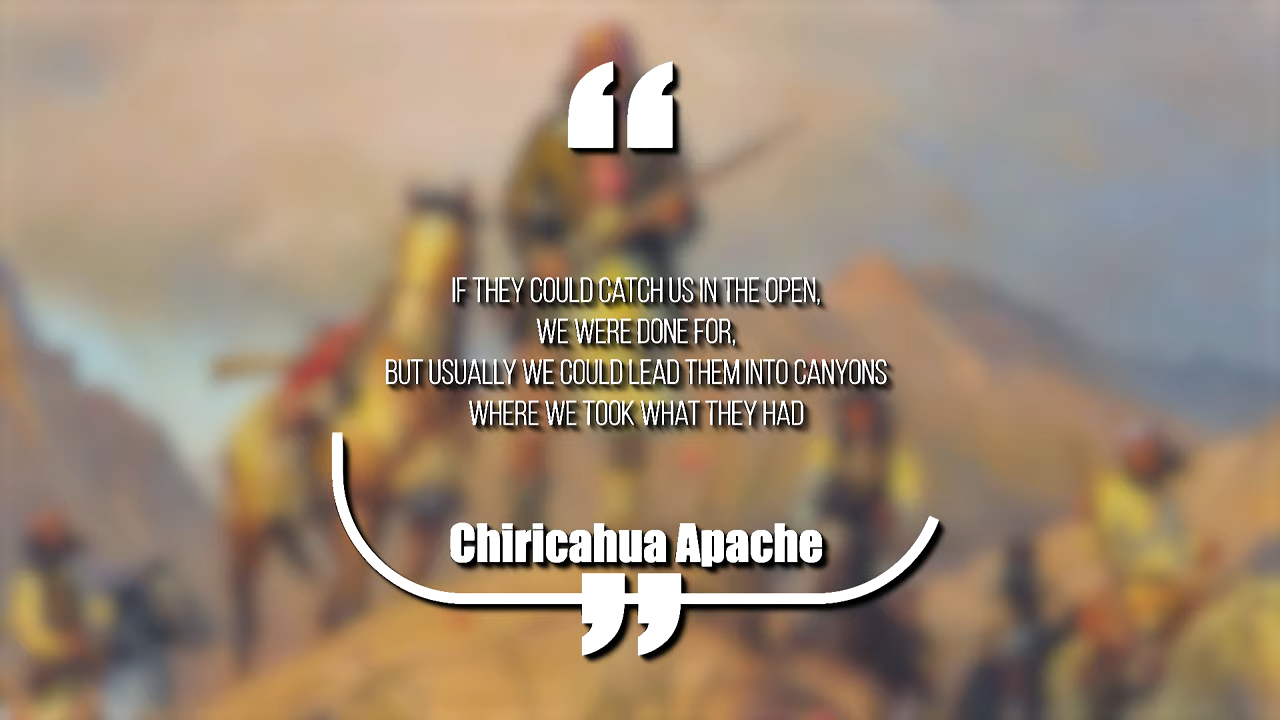 “
IF THEY COULD CATCH US IN THE OPEN,
WE WERE DONE FOR,
BUT USUALLY WE COULD LEAD THEM INTO CANYONS
WHERE WE TOOK WHAT THEY HAD
Chiricahua Apache
”